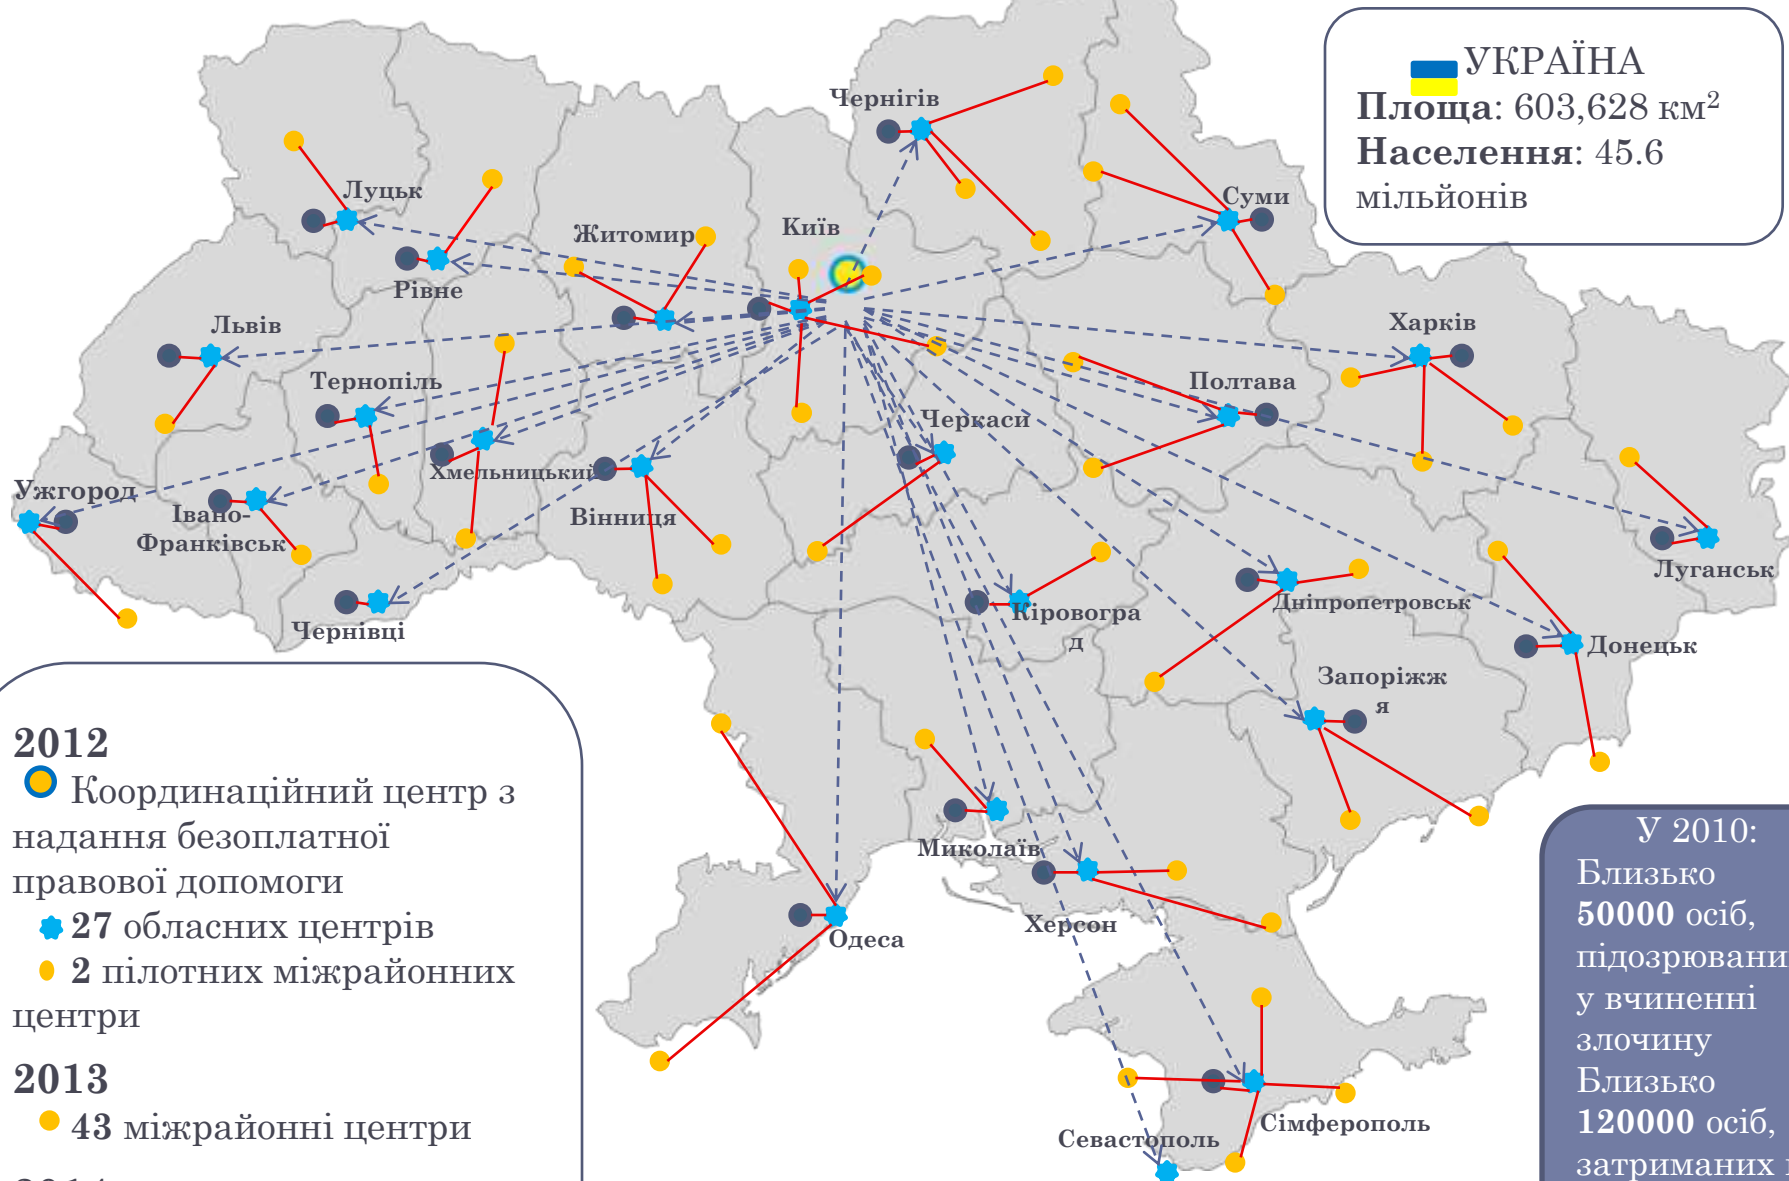 УКРАЇНА
Площа: 603,628 км²
Населення: 45.6
мільйонів
Чернігів
Луцьк
Суми
Київ
Житомир
Рівне
Львів
Харків
Тернопіль
Полтава
Черкаси
Хмельницький
Ужгород
Івано-
Франківськ
Вінниця
Луганськ
Чернівці
Кіровогра
д
Дніпропетровськ
Донецьк
Запоріжж
я
Миколаїв
Херсон
Одеса
Севастополь
Сімферополь
2012
Координаційний центр з
надання безоплатної
правової допомоги
27 обласних центрів
2 пілотних міжрайонних
центри
2013
43 міжрайонні центри
У 2010:
Близько
50000 осіб,
підозрювани
у вчиненні
злочину
Близько
120000 осіб,
затриманих